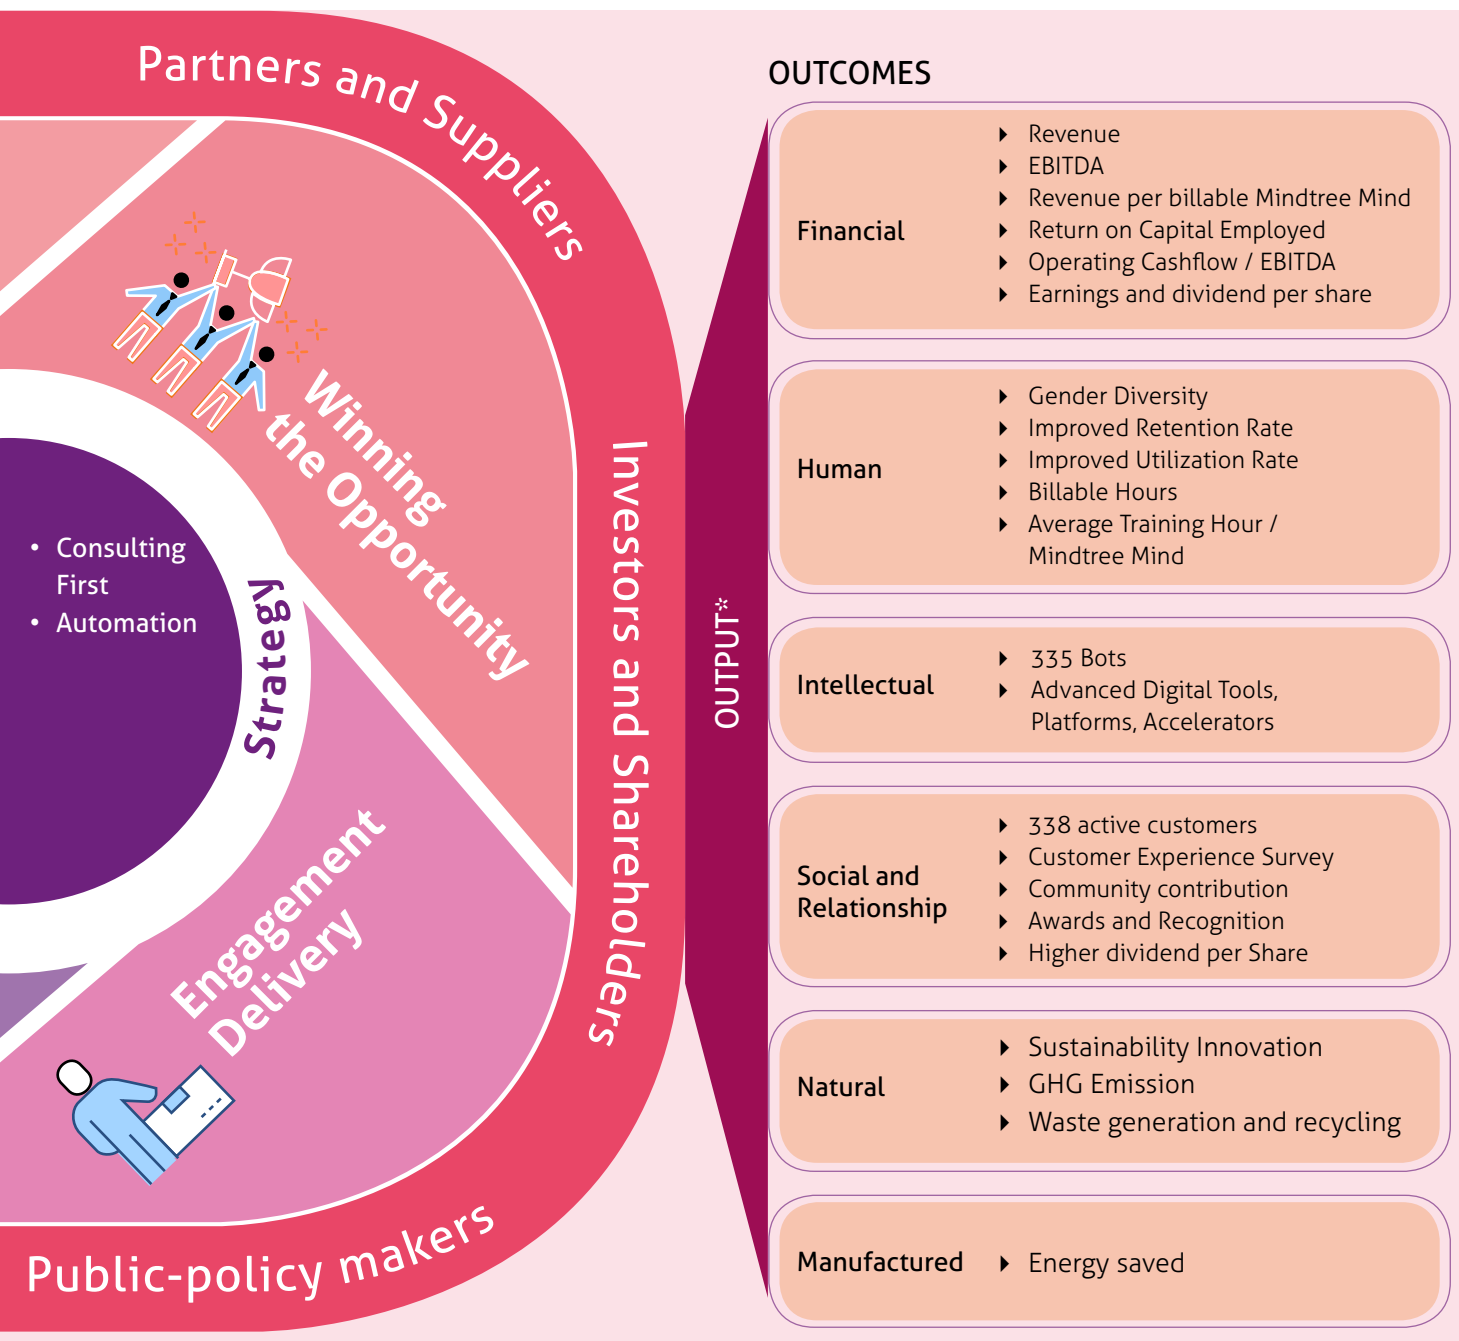 Partners and Suppliers
Winning
the Opportunity
Investors and Shareholders
• Consulting
First
• Automation
Strategy
Engagement
Delivery
Public-policy makers
OUTPUT*
OUTCOMES
Financial
Revenue
EBITDA
Revenue per billable Mindtree Mind
Return on Capital Employed
Operating Cashflow / EBITDA
Earnings and dividend per share
Human
Gender Diversity
Improved Retention Rate
Improved Utilization Rate
Billable Hours
Average Training Hour /
Mindtree Mind
Intellectual
335 Bots
Advanced Digital Tools,
Platforms, Accelerators
Social and
Relationship
338 active customers
Customer Experience Survey
Community contribution
Awards and Recognition
Higher dividend per Share
Natural
Sustainability Innovation
GHG Emission
Waste generation and recycling
Manufactured
Energy saved